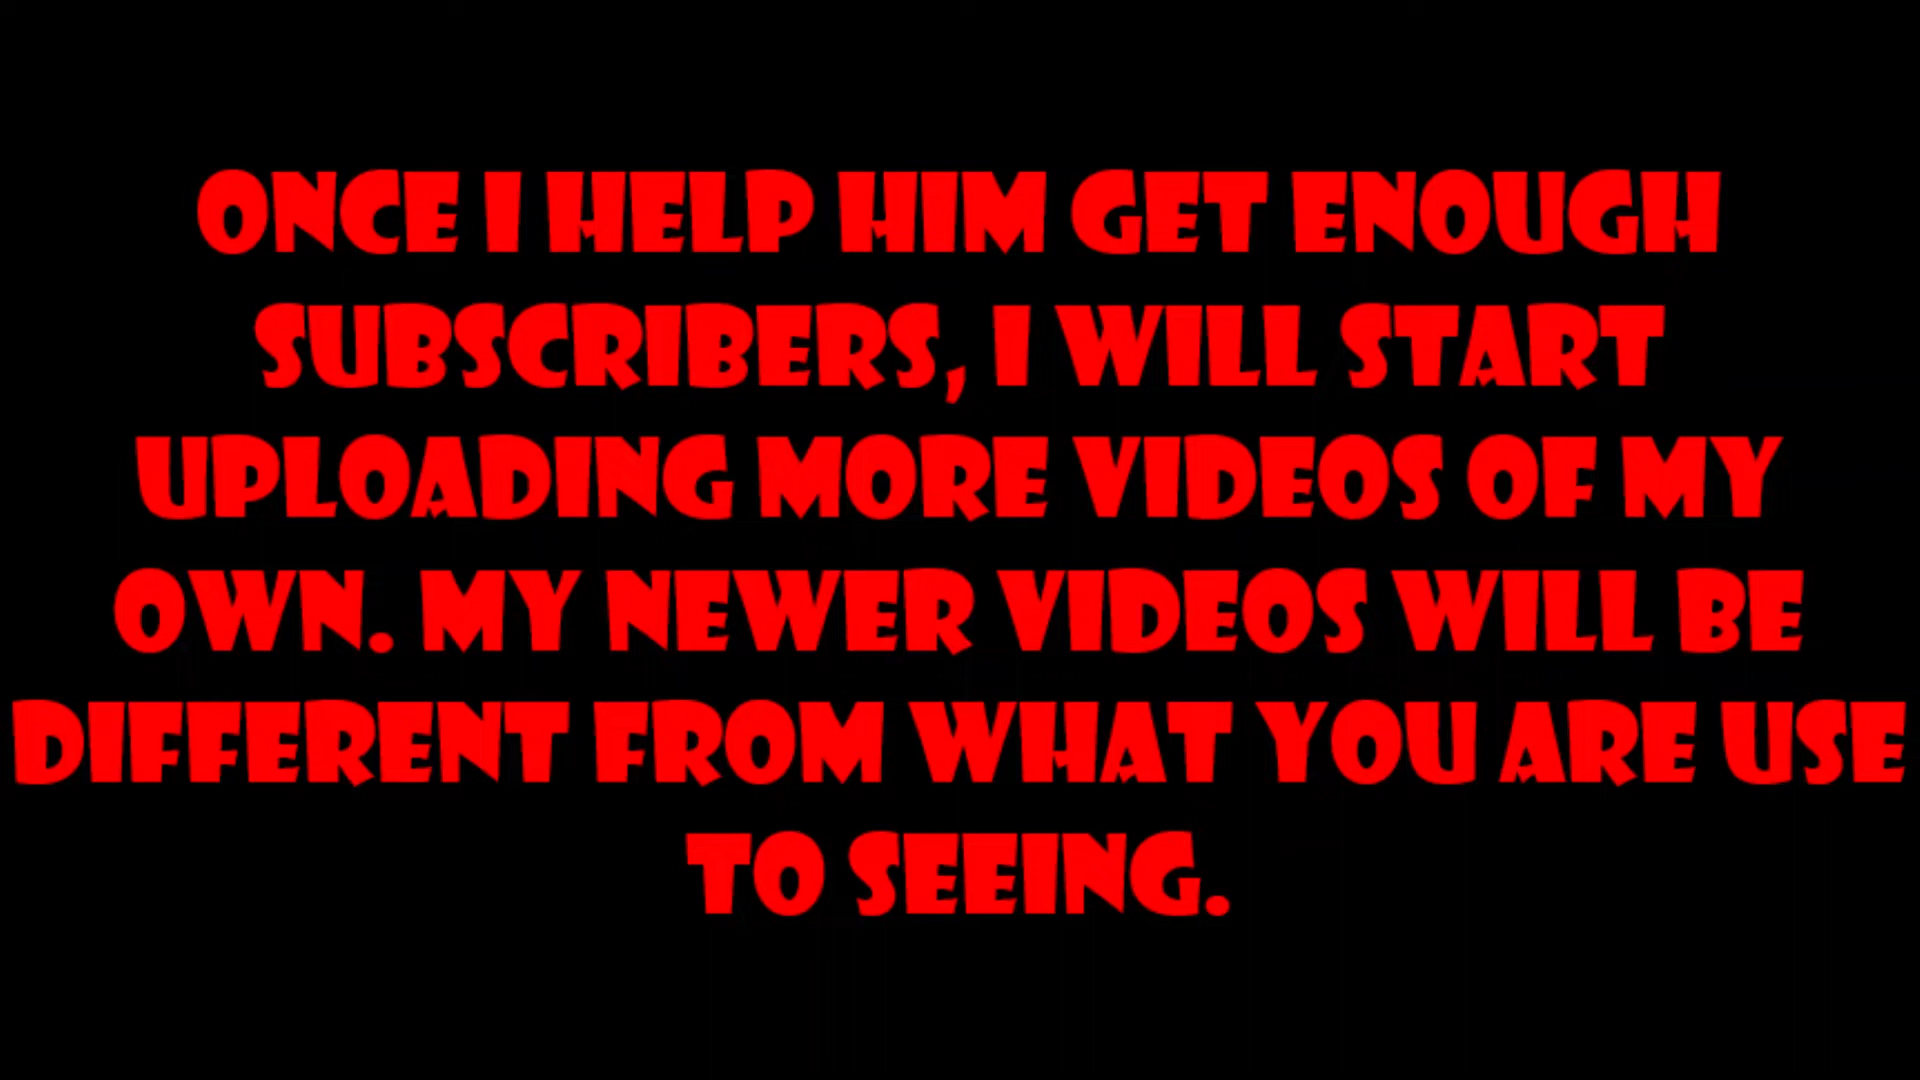 ONCE I HELP HIM GET ENOUGH
SUBSCRIBERS, I WILL START
UPLOADING MORE VIDEOS OF MY
OWN. MY NEWER VIDEOS WILL BE
DIFFERENT FROM WHAT YOU ARE USE
TO SEEING.